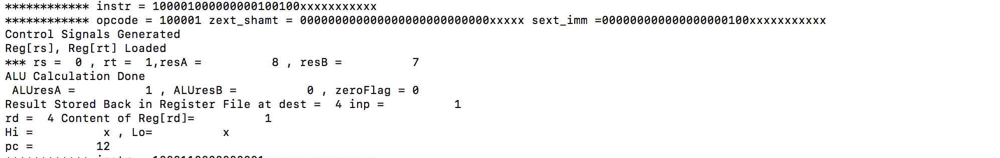 ************ instr = 100001000000000100100xxxxxxxxxxx
************ opcode = 100001 zext_shamt = 000000000000000000000000000xxxxx sext_imm =000000000000000000100xxxxxxxxxxx
Control Signals Generated
Reg[rs], Reg[rt] Loaded
*** rs =  0 , rt =  1,resA =          8 , resB =          7
ALU Calculation Done
 ALUresA =          1 , ALUresB =          0 , zeroFlag = 0
Result Stored Back in Register File at dest =  4 inp =          1
rd =  4 Content of Reg[rd]=          1
Hi =          x , Lo=          x
pc =         12